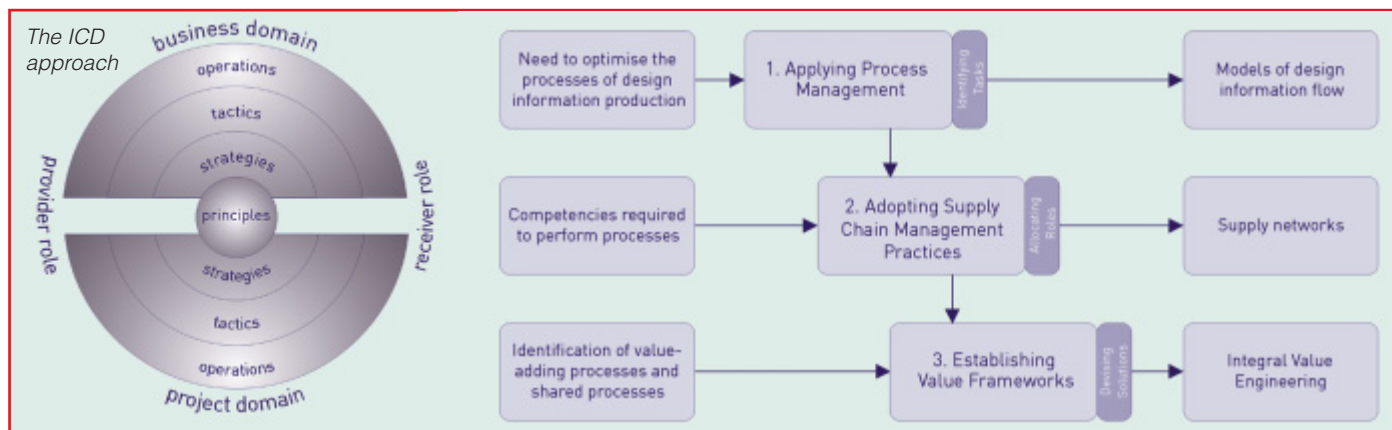 The ICD
approach
business domain
operations
tactics
strategies
principles
strategies
tactics
operations
project domain
provider role
receiver role
Need to optimise the
processes of design
information production
1. Applying Process
Management
Identifying
Tasks
Models of design
information flow
Competencies required
to perform processes
2. Adopting Supply
Chain Management
Practices
Allocating
Roles
Supply networks
Identification of value-
adding processes and
shared processes
3. Establishing
Value Frameworks
Devising
Solutions
Integral Value
Engineering